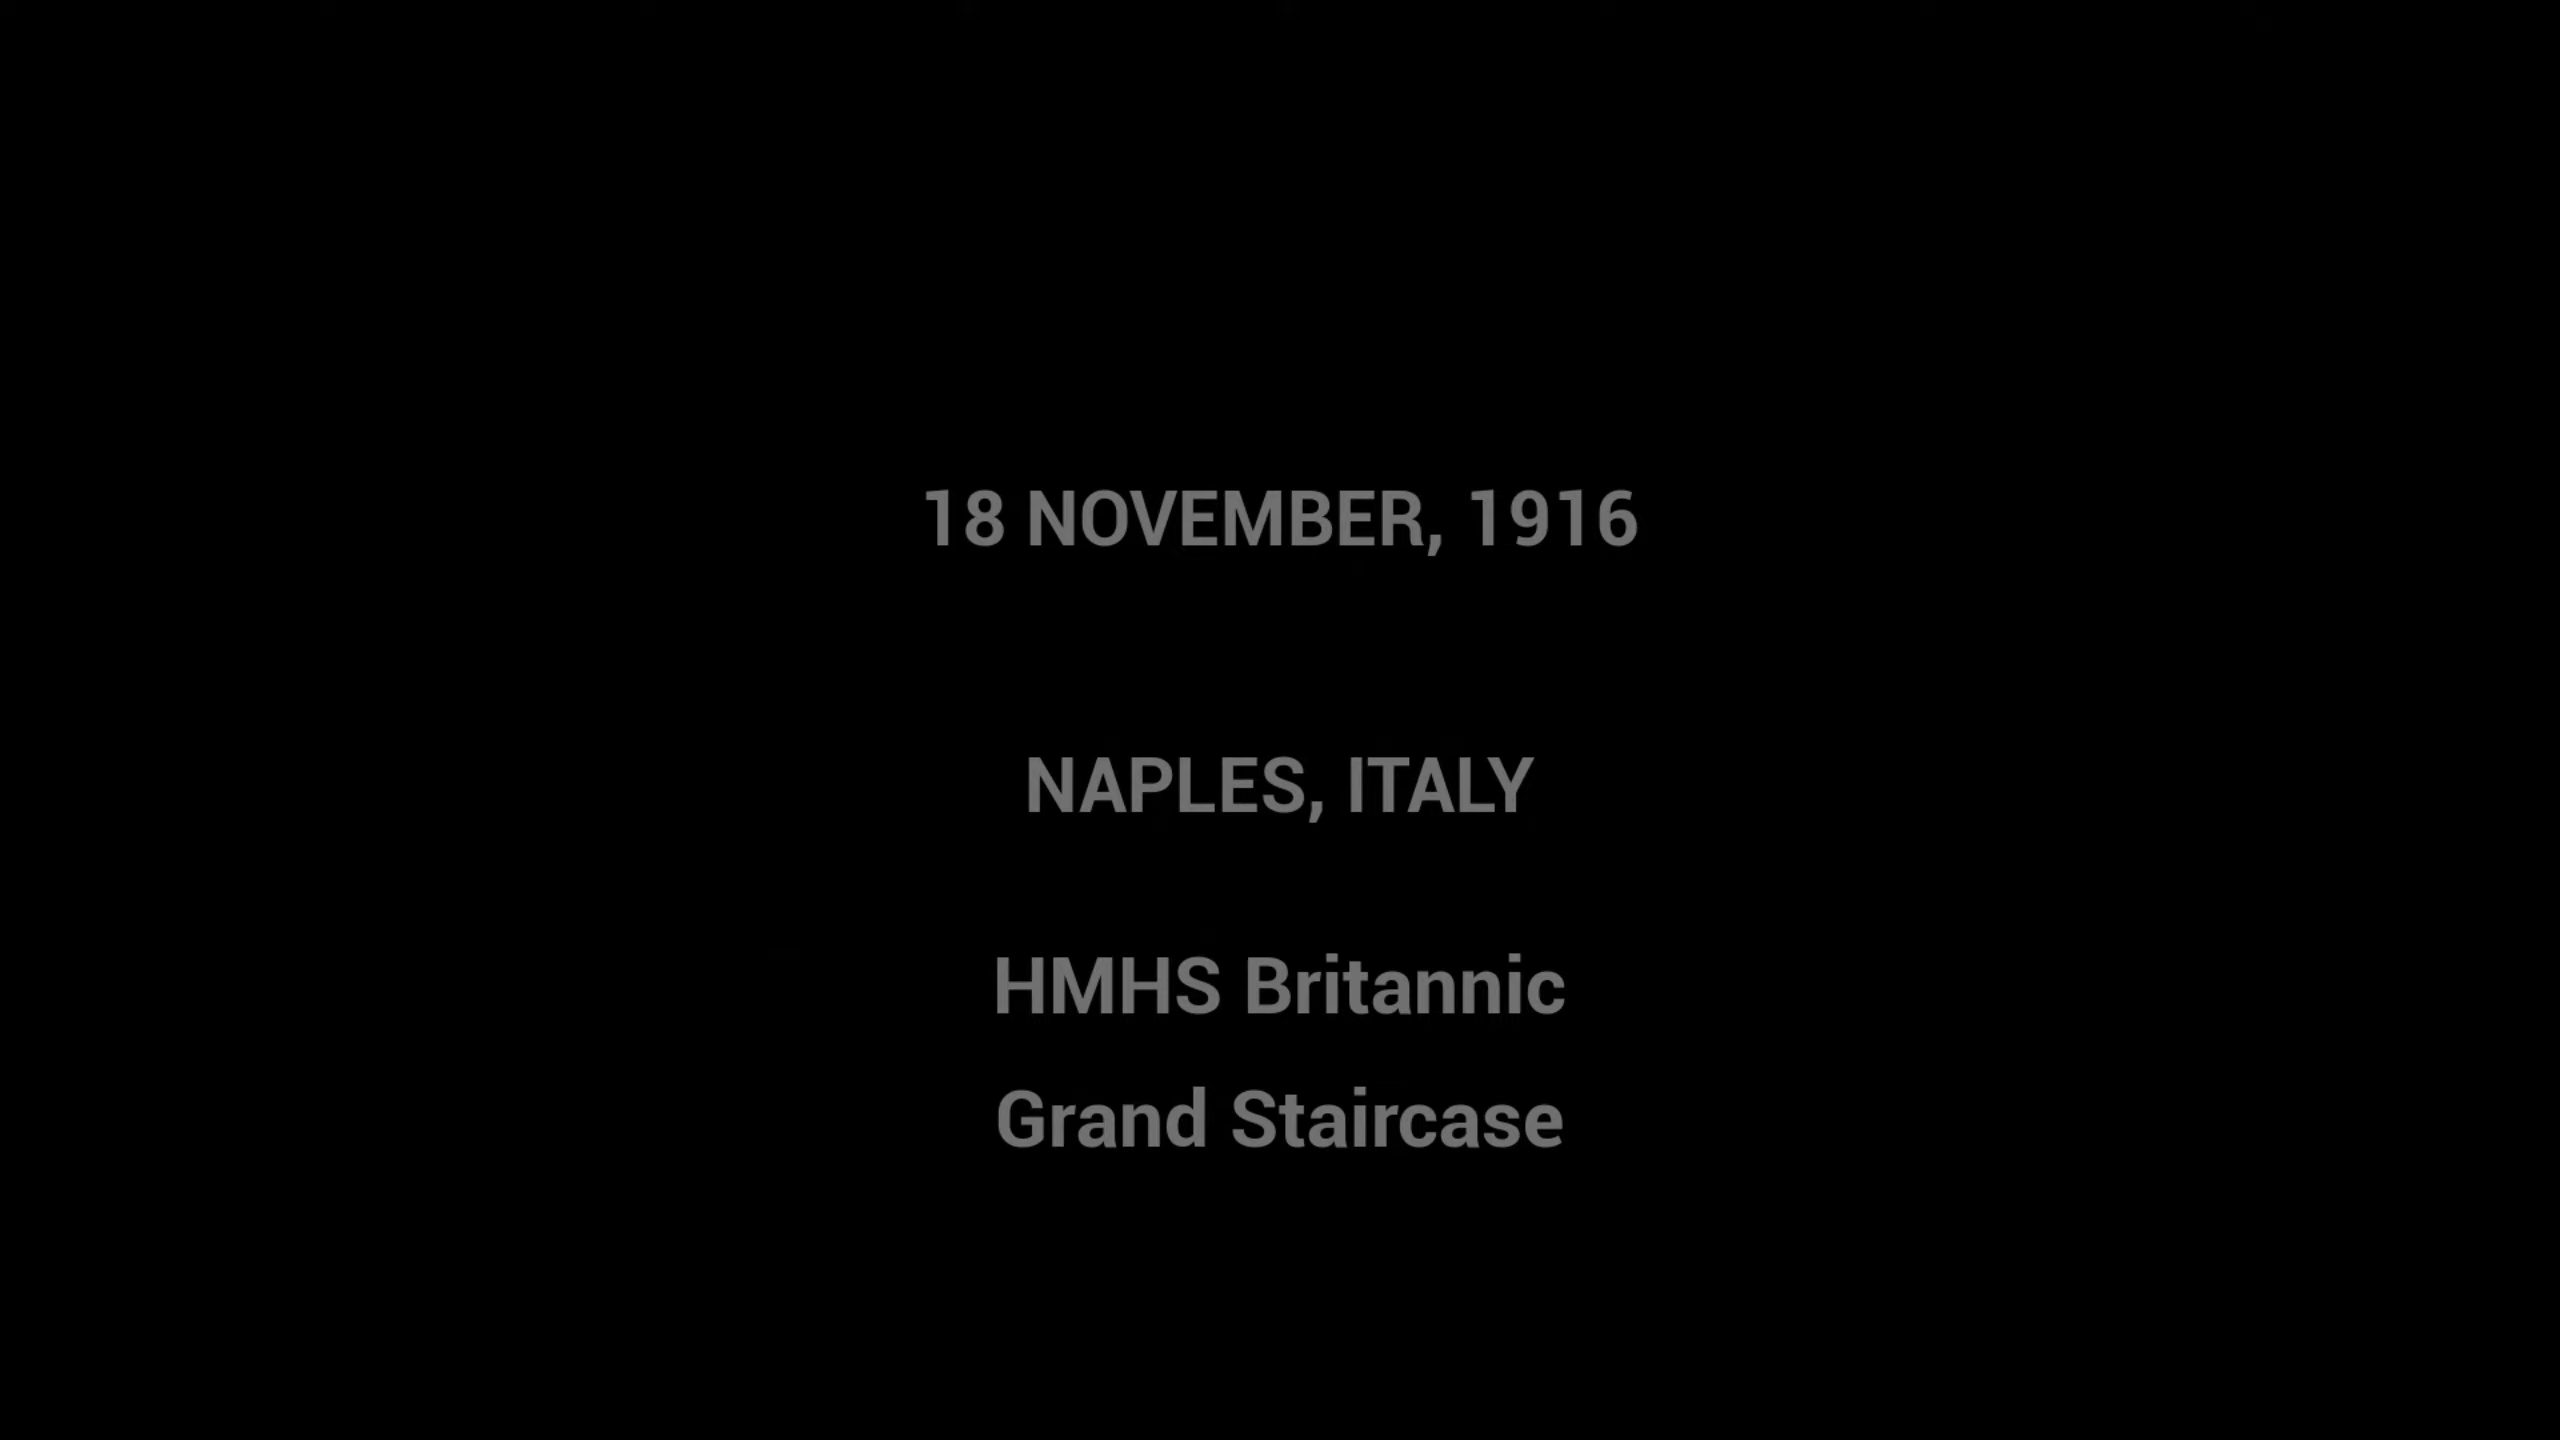 18 NOVEMBER, 1916
NAPLES, ITALY
HMHS Britannic
Grand Staircase